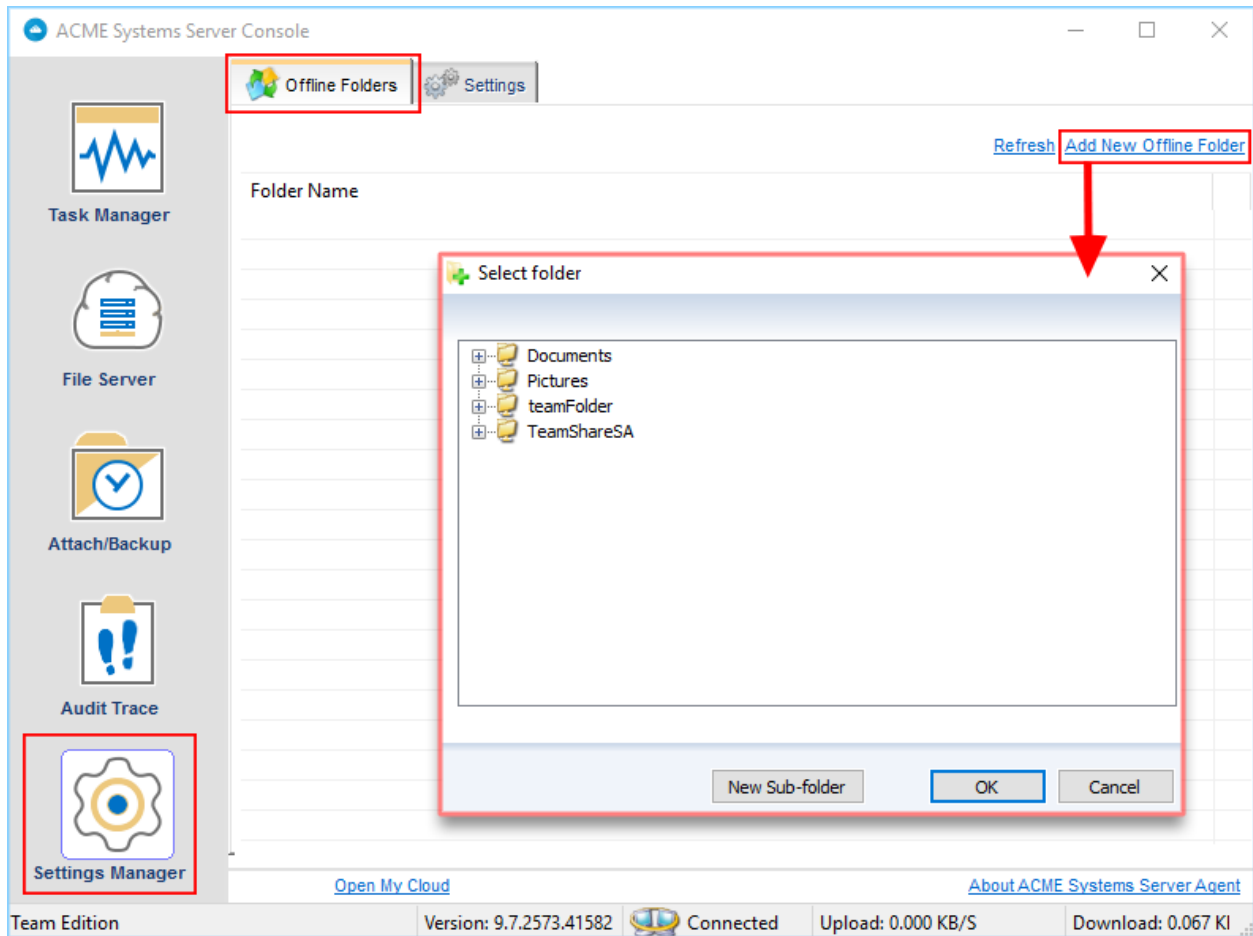 ACME Systems Server Console
Offline Folders
Settings
Refresh Add New Offline Folder
Folder Name
Task Manager
File Server
Attach/Backup
Audit Trace
Settings Manager
Select folder
Documents
Pictures
teamFolder
TeamShareSA
New Sub-folder OK Cancel
Open My Cloud About ACME Systems Server Agent
Team Edition Version: 9.7.2573.41582 Connected Upload: 0.000 KB/S Download: 0.067 KI